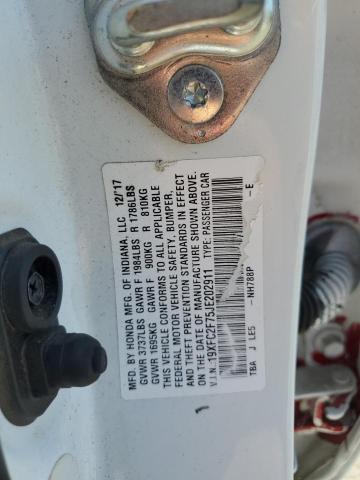 MFD. BY HONDA MFG. OF INDIANA, LLC 12/'17
GVWR 3737LBS GAWR F 1984LBS R 1786LBS
GVWR 1695KG GAWR F 900KG R 810KG
THIS VEHICLE CONFORMS TO ALL APPLICABLE
FEDERAL MOTOR VEHICLE SAFETY, BUMPER,
AND THEFT PREVENTION STANDARDS IN EFFECT
ON THE DATE OF MANUFACTURE SHOWN ABOVE.
V.I.N. 19XFC2F75JE202911 TYPE: PASSENGER CAR
TBA J LE5 -NH788P -E